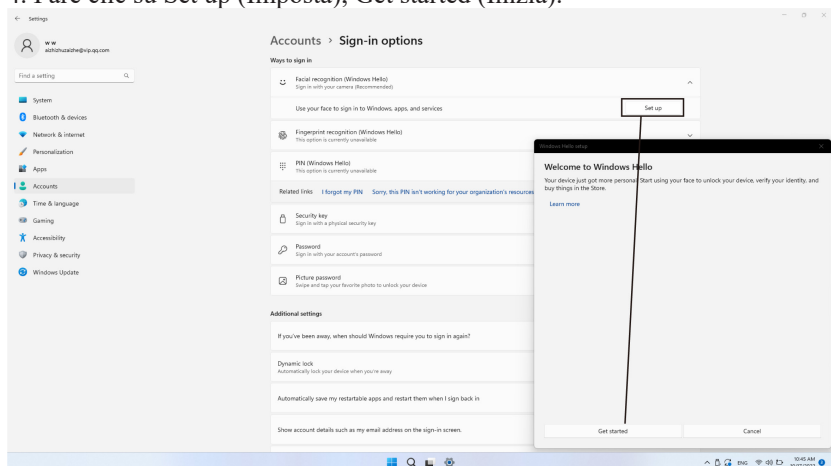 4. Fare clic su Set up (Imposta), Get started (Inizia).
Settings
w w
aizhizhuzaizhe@vip.qq.com
Find a setting
System
Bluetooth & devices
Network & internet
Personalization
Apps
Accounts
Time & language
Gaming
Accessibility
Privacy & security
Windows Update
Accounts > Sign-in options
Ways to sign in
Facial recognition (Windows Hello)
Sign in with your camera (Recommended)
Use your face to sign in to Windows, apps, and services
Set up
Fingerprint recognition (Windows Hello)
This option is currently unavailable
PIN (Windows Hello)
This option is currently unavailable
Related links I forgot my PIN Sorry, this PIN isn't working for your organization's resources
Security key
Sign in with a physical security key
Password
Sign in with your account's password
Picture password
Swipe and tap your favorite photo to unlock your device
Additional settings
If you've been away, when should Windows require you to sign in again?
Dynamic lock
Automatically lock your device when you're away
Automatically save my restartable apps and restart them when I sign back in
Show account details such as my email address on the sign-in screen.
Windows Hello setup
Welcome to Windows Hello
Your device just got more personal. Start using your face to unlock your device, verify your identity, and
buy things in the Store.
Learn more
Get started
Cancel
ENG
10:45 AM